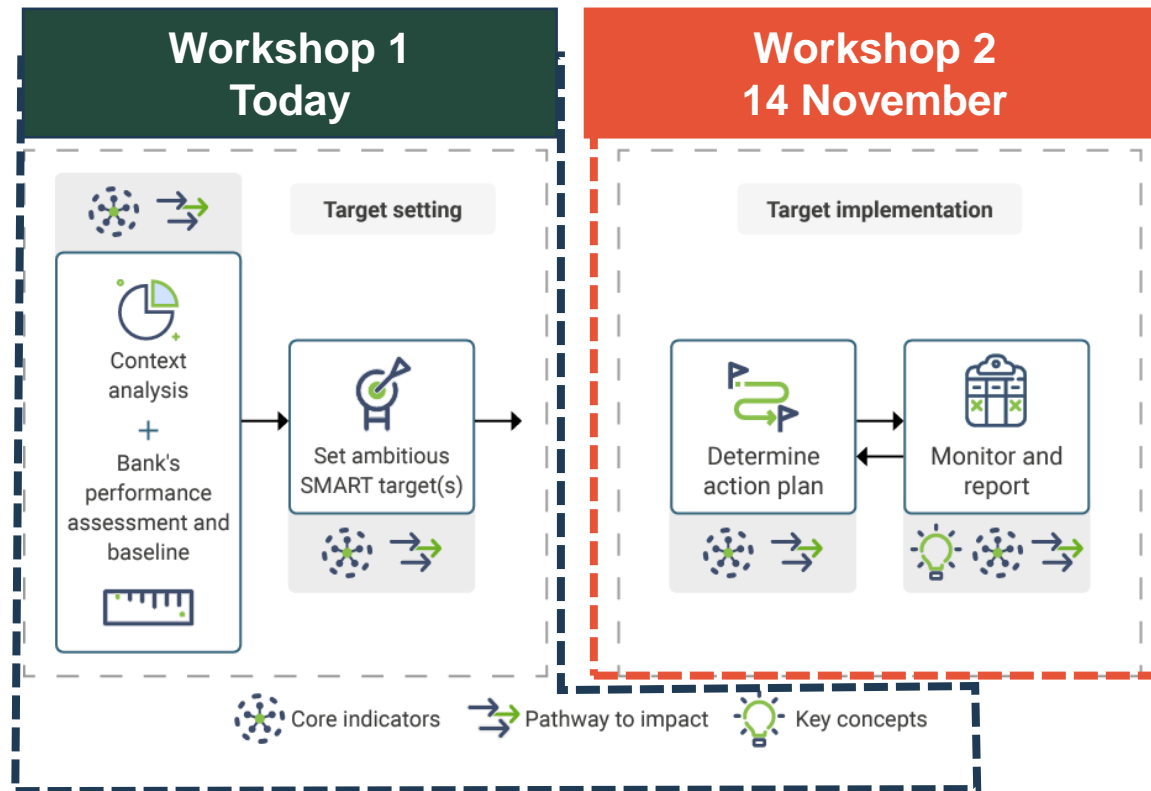 Workshop 1
Today
Workshop 2
14 November
Target setting
Target implementation
Context
analysis
+
Bank's
performance
assessment and
baseline
Set ambitious
SMART target(s)
Determine
action plan
Monitor and
report
Core indicators
Pathway to impact
Key concepts